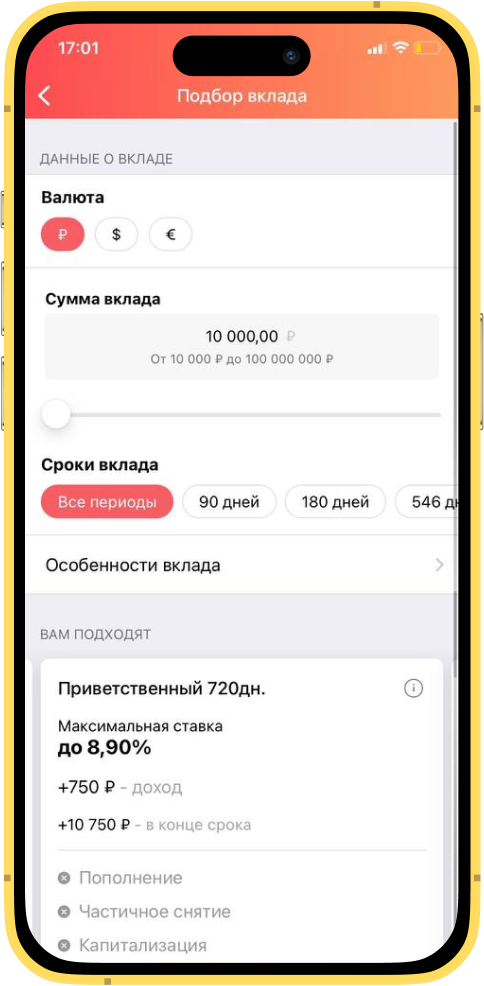 17:01
Подбор вклада
ДАННЫЕ О ВКЛАДЕ
Валюта
₽ $ €
Сумма вклада
10 000,00 ₽
От 10 000 ₽ до 100 000 000 ₽
Сроки вклада
Все периоды 90 дней 180 дней 546
Особенности вклада
ВАМ ПОДХОДЯТ
Приветственный 720дн.
Максимальная ставка
до 8,90%
+750 ₽ - доход
+10 750 ₽ - в конце срока
Пополнение
Частичное снятие
Капитализация